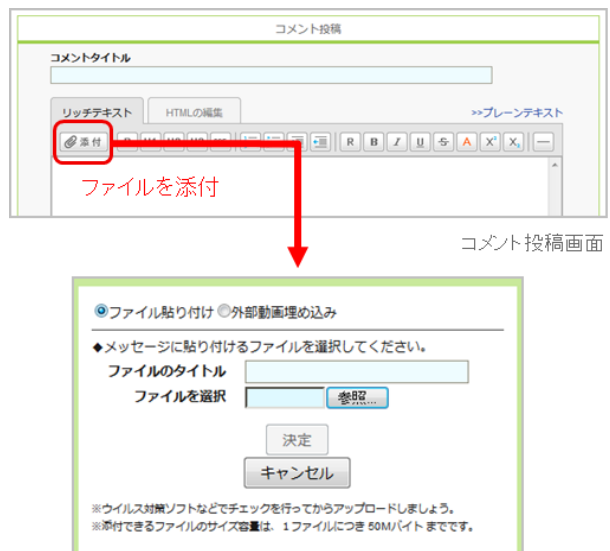 コメント投稿
コメントタイトル
リッチテキスト HTMLの編集 >>プレーンテキスト
添付 R B I U S A X² X₂
ファイルを添付
コメント投稿画面
ファイル貼り付け 外部動画埋め込み
◆メッセージに貼り付けるファイルを選択してください。
ファイルのタイトル
ファイルを選択 参照...
決定
キャンセル
※ウイルス対策ソフトなどでチェックを行ってからアップロードしましょう。
※添付できるファイルのサイズ容量は、1ファイルにつき 50Mバイト までです。